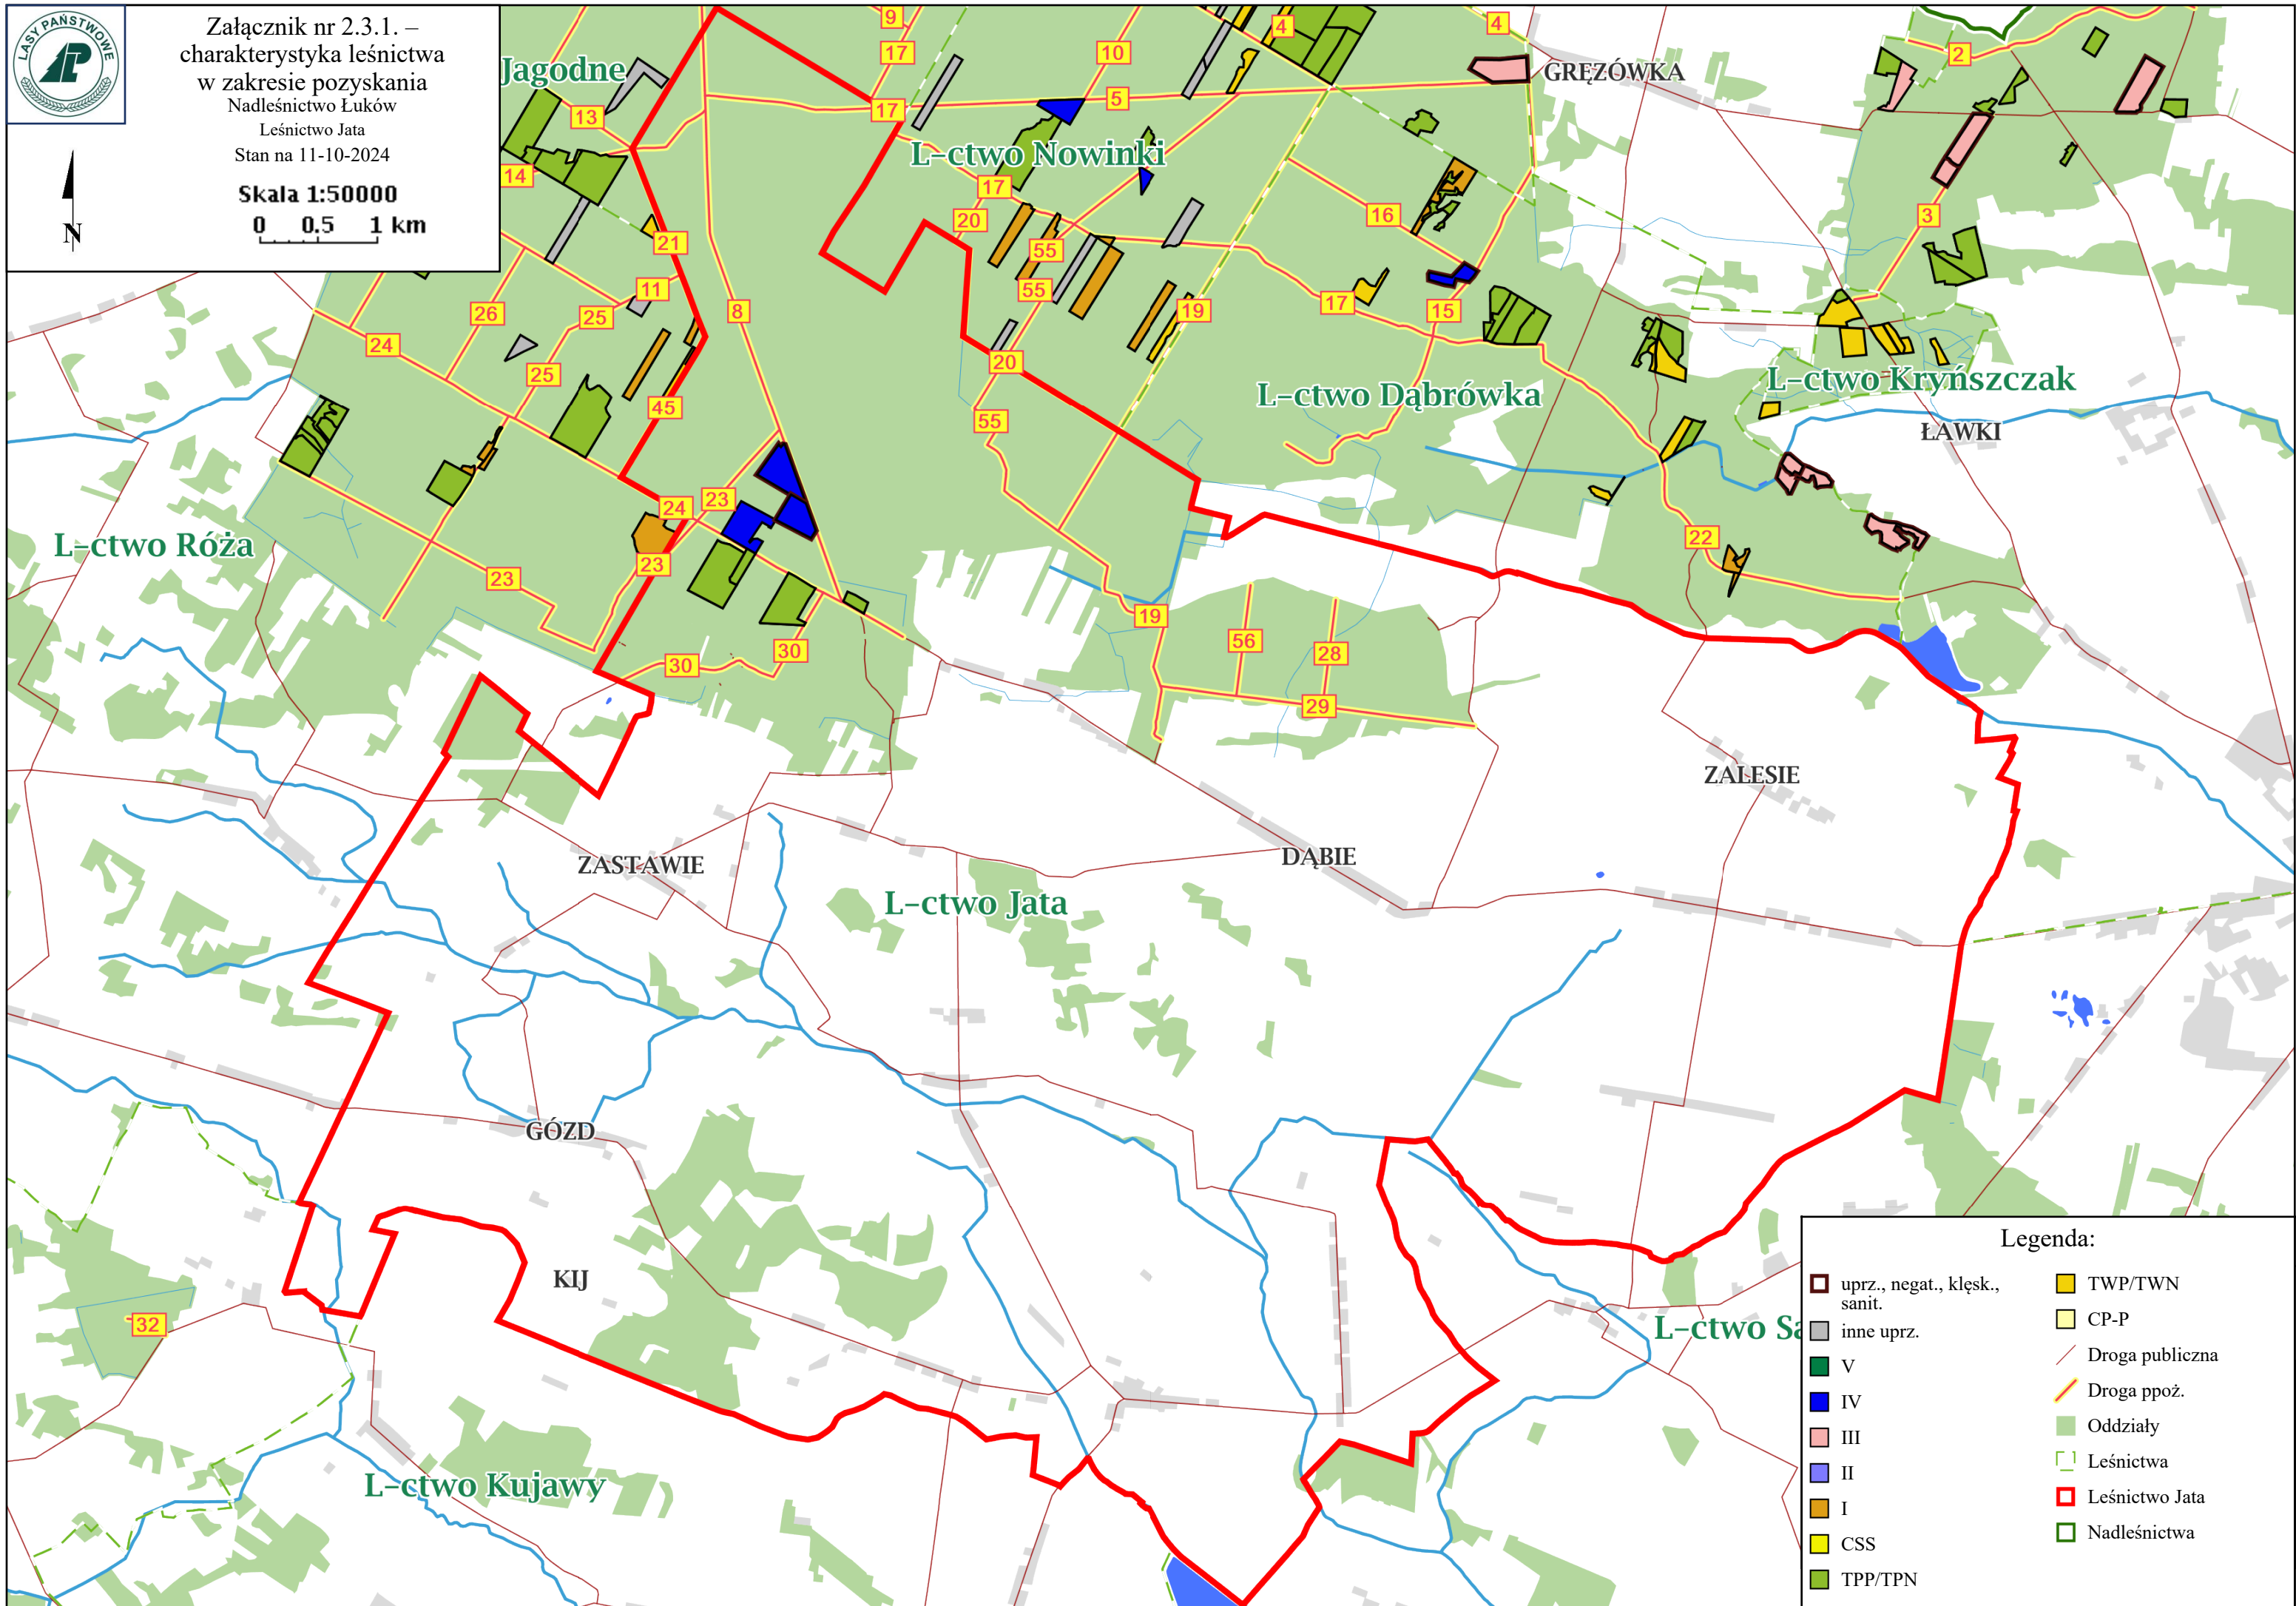 LASY PAŃSTWOWE
Załącznik nr 2.3.1. –
charakterystyka leśnictwa
w zakresie pozyskania
Nadleśnictwo Łuków
Leśnictwo Jata
Stan na 11-10-2024
Skala 1:50000
0 0.5 1 km
N
Jagodne
9
4
4
2
17
10
GRĘZÓWKA
5
17
13
L-ctwo Nowinki
14
17
16
3
20
21
55
11
55
17
19
15
8
26
25
24
20
25
L-ctwo Dąbrówka
L-ctwo Kryńszczak
45
55
ŁAWKI
23
24
22
L-ctwo Róża
23
23
19
56
28
30
30
29
ZALESIE
ZASTAWIE
DĄBIE
L-ctwo Jata
GÓZD
KIJ
32
L-ctwo Sa
L-ctwo Kujawy
Legenda:
uprz., negat., klęsk.,
sanit.
inne uprz.
V
IV
III
II
I
CSS
TPP/TPN
TWP/TWN
CP-P
Droga publiczna
Droga ppoż.
Oddziały
Leśnictwa
Leśnictwo Jata
Nadleśnictwa